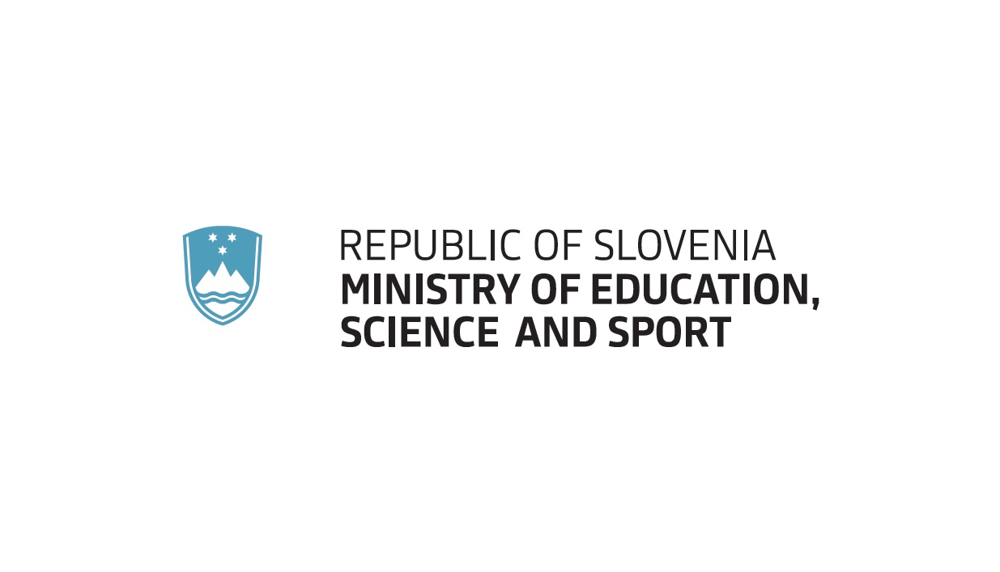 REPUBLIC OF SLOVENIA
MINISTRY OF EDUCATION,
SCIENCE AND SPORT